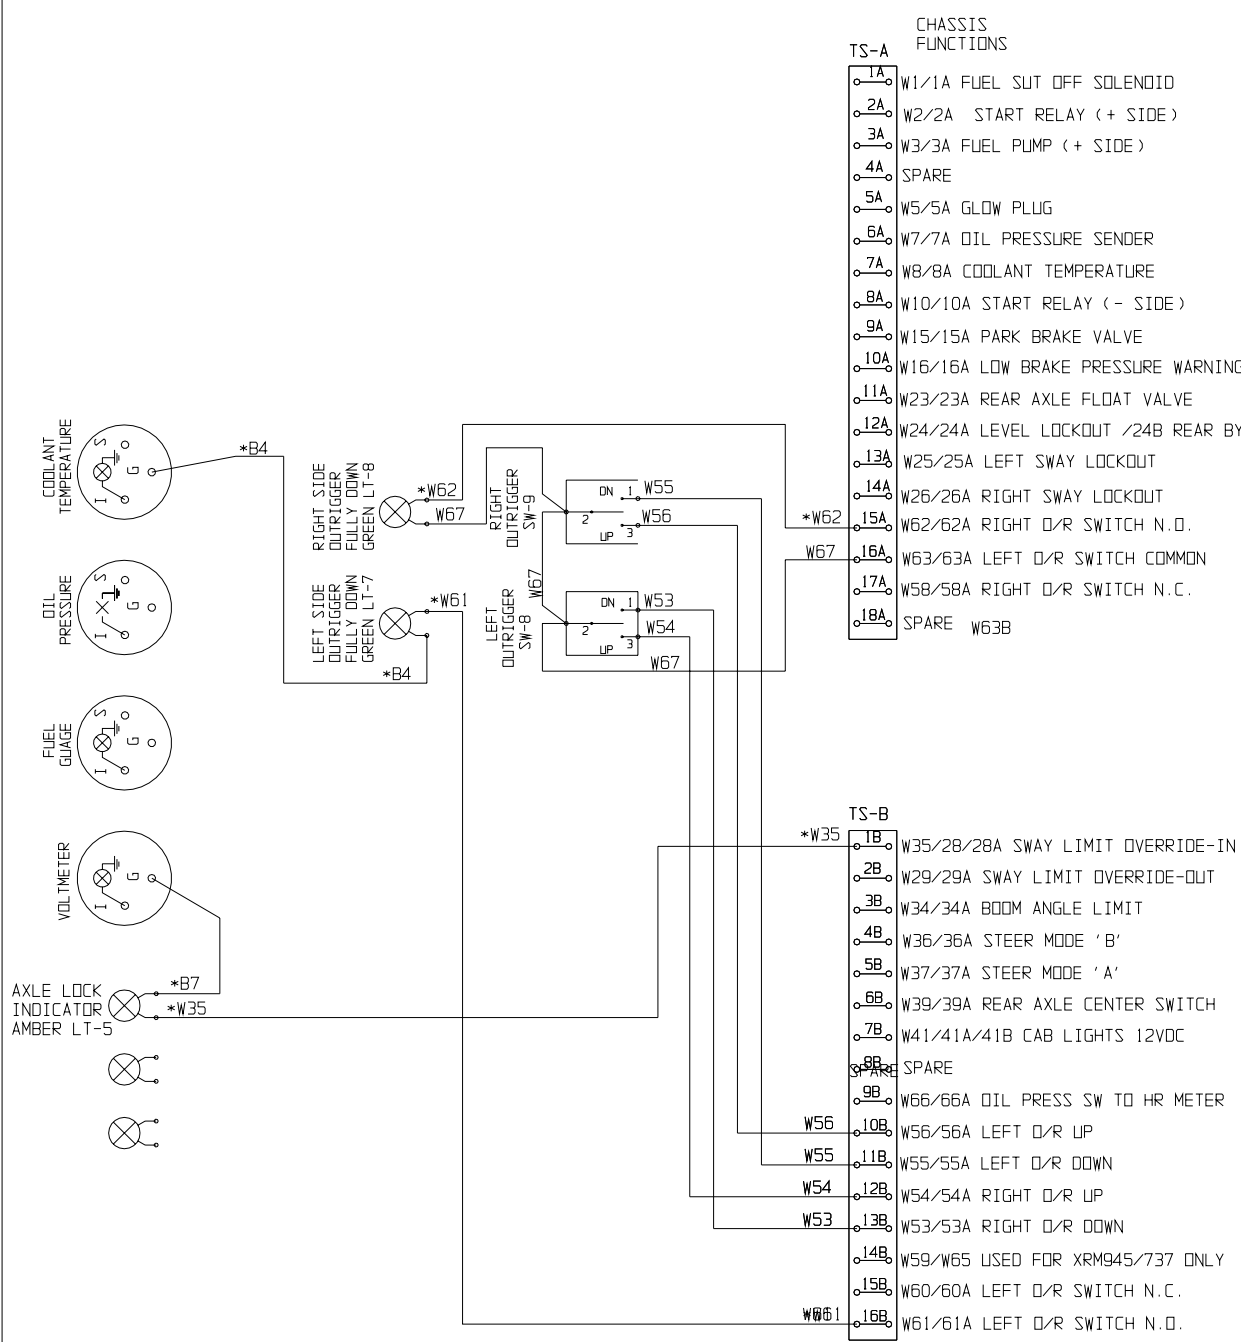 CHASSIS
FUNCTIONS
TS-A
1A W1/1A FUEL SUT OFF SOLENOID
2A W2/2A START RELAY (+ SIDE)
3A W3/3A FUEL PUMP (+ SIDE)
4A SPARE
5A W5/5A GLOW PLUG
6A W7/7A OIL PRESSURE SENDER
7A W8/8A COOLANT TEMPERATURE
8A W10/10A START RELAY (- SIDE)
9A W15/15A PARK BRAKE VALVE
10A W16/16A LOW BRAKE PRESSURE WARNING
11A W23/23A REAR AXLE FLOAT VALVE
12A W24/24A LEVEL LOCKOUT /24B REAR BY
13A W25/25A LEFT SWAY LOCKOUT
14A W26/26A RIGHT SWAY LOCKOUT
*W62 15A W62/62A RIGHT O/R SWITCH N.O.
W67 16A W63/63A LEFT O/R SWITCH COMMON
17A W58/58A RIGHT O/R SWITCH N.C.
18A SPARE W63B
COOLANT
TEMPERATURE
S
G
I
*B4
RIGHT SIDE
OUTRIGGER
FULLY DOWN
GREEN LT-8
*W62
W67
RIGHT
OUTRIGGER
SW-9
DN 1
2
UP 3
W55
W56
W67
OIL
PRESSURE
S
G
I
LEFT SIDE
OUTRIGGER
FULLY DOWN
GREEN LT-7
*W61
*B4
LEFT
OUTRIGGER
SW-8
DN 1
2
UP 3
W53
W54
W67
FUEL
GUAGE
S
G
I
VOLTMETER
G
I
AXLE LOCK
INDICATOR
AMBER LT-5
*B7
*W35
TS-B
*W35 1B W35/28/28A SWAY LIMIT OVERRIDE-IN
2B W29/29A SWAY LIMIT OVERRIDE-OUT
3B W34/34A BOOM ANGLE LIMIT
4B W36/36A STEER MODE 'B'
5B W37/37A STEER MODE 'A'
6B W39/39A REAR AXLE CENTER SWITCH
7B W41/41A/41B CAB LIGHTS 12VDC
8B SPARE SPARE
9B W66/66A OIL PRESS SW TO HR METER
W56 10B W56/56A LEFT O/R UP
W55 11B W55/55A LEFT O/R DOWN
W54 12B W54/54A RIGHT O/R UP
W53 13B W53/53A RIGHT O/R DOWN
14B W59/W65 USED FOR XRM945/737 ONLY
15B W60/60A LEFT O/R SWITCH N.C.
16B W61/61A LEFT O/R SWITCH N.O.